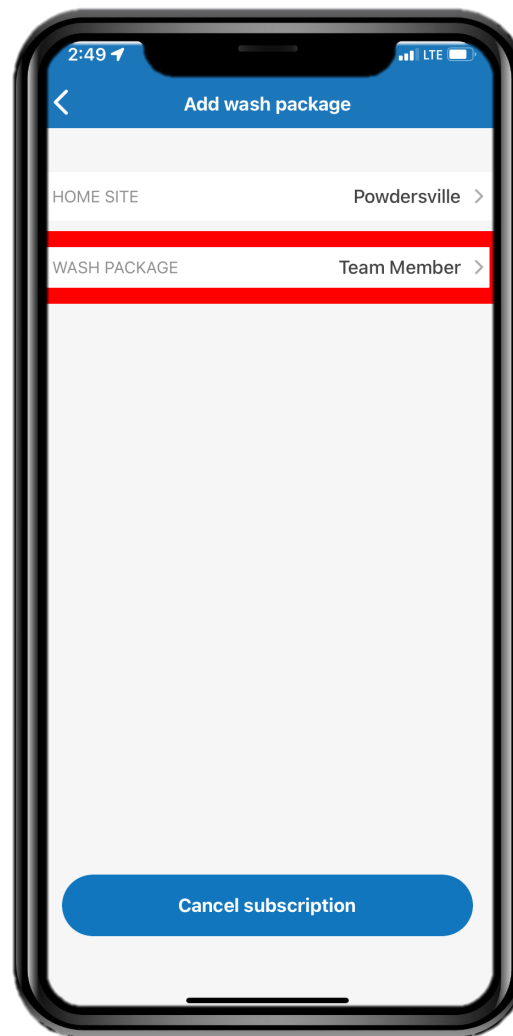 2:49 LTE
Add wash package
HOME SITE Powdersville
WASH PACKAGE Team Member
Cancel subscription